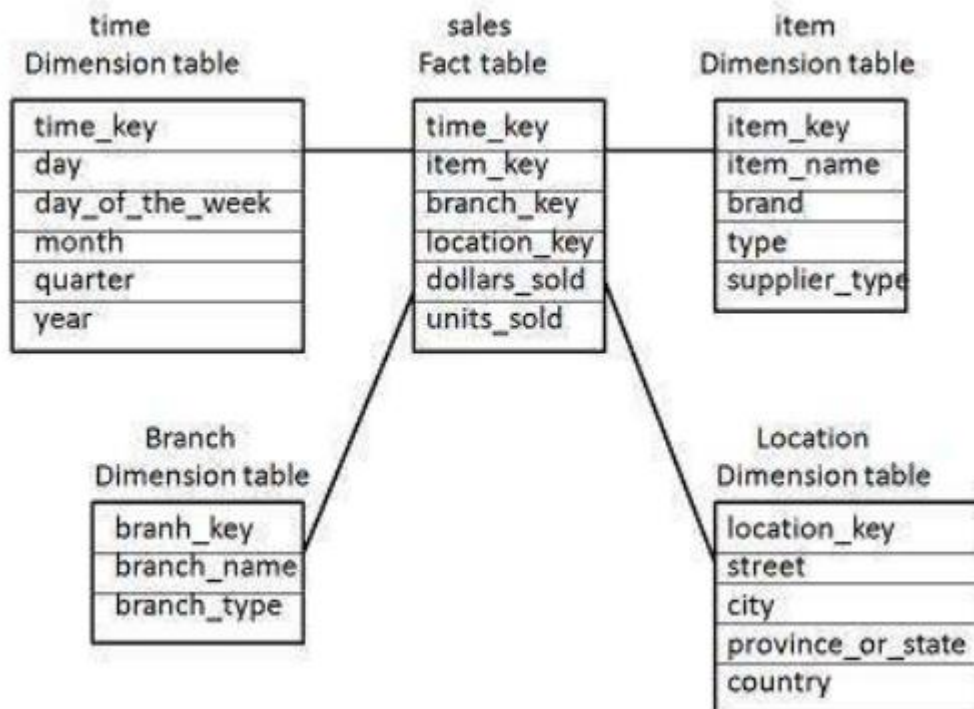 time
Dimension table
time_key
day
day_of_the_week
month
quarter
year
sales
Fact table
time_key
item_key
branch_key
location_key
dollars_sold
units_sold
item
Dimension table
item_key
item_name
brand
type
supplier_type
Branch
Dimension table
branh_key
branch_name
branch_type
Location
Dimension table
location_key
street
city
province_or_state
country